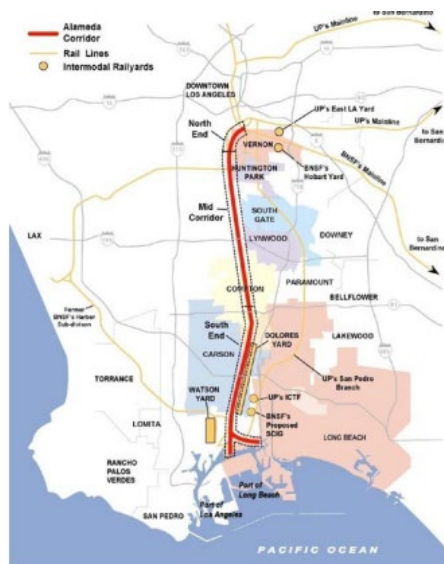 Alameda
Corridor
Rail Lines
Intermodal Railyards
to San Bernardino
UP's Mainline
DOWNTOWN
LOS ANGELES
UP's East LA Yard
UP's Mainline
to San
Bernardino
North
End
VERNON
BNSF's
Hobart Yard
BNSF's Mainline
HUNTINGTON
PARK
Mid
Corridor
SOUTH
GATE
LAX
LYNWOOD
DOWNEY
to San
Bernardino
PARAMOUNT
COMPTON
BELLFLOWER
Former
BNSF's Harbor
Sub-divison
South
End
DOLORES
YARD
LAKEWOOD
CARSON
UP's San Pedro
Branch
TORRANCE
WATSON
YARD
UP's ICTF
BNSF's
Proposed
SCIG
LOMITA
LONG BEACH
RANCHO
PALOS
VERDES
Port of
Long Beach
Port of
Los Angeles
SAN PEDRO
PACIFIC OCEAN